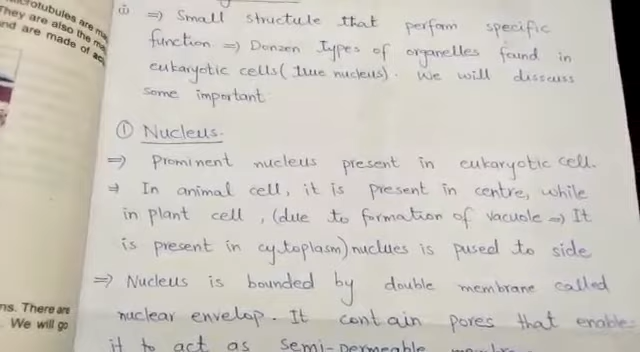 crotubules are
They are also the
nd are made of
ns. There are
We will go
⇒ Small structure that perfom specific
function ⇒ Donzen Types of organelles found in
eukaryotic cells( true nucleus). We will disscuss
some important
① Nucleus.
⇒ Prominent nucleus present in eukaryotic cell.
⇒ In animal cell, it is present in centre, while
in plant cell, (due to formation of vacuole ⇒ It
is present in cytoplasm) nuclues is pused to side
⇒ Nucleus is bounded by double membrane called
nuclear envelop. It contain pores that enable
it to act as semi-permeable